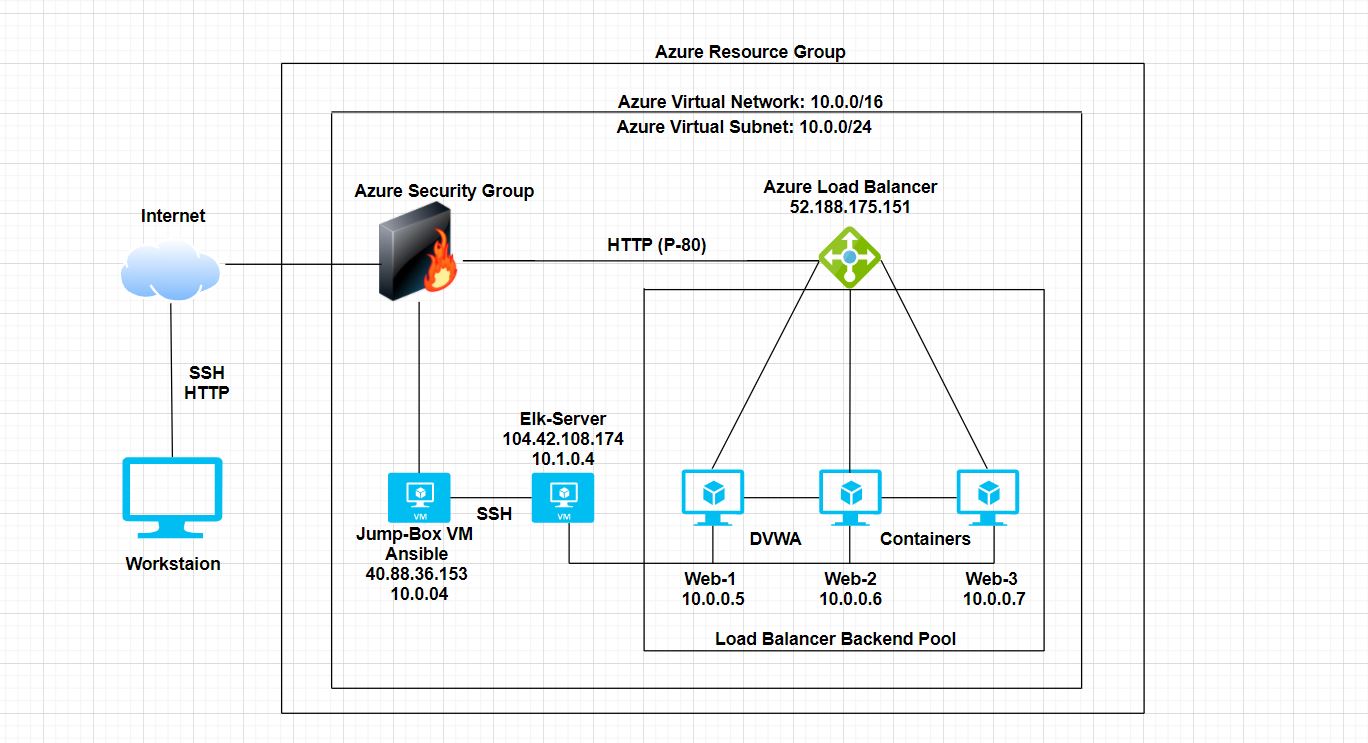 Azure Resource Group
Azure Virtual Network: 10.0.0/16
Azure Virtual Subnet: 10.0.0/24
Azure Security Group
Azure Load Balancer
52.188.175.151
Internet
HTTP (P-80)
SSH
HTTP
Elk-Server
104.42.108.174
10.1.0.4
VM
VM
SSH
Jump-Box VM
Ansible
40.88.36.153
10.0.04
Workstaion
DVWA
Containers
Web-1
10.0.0.5
Web-2
10.0.0.6
Web-3
10.0.0.7
Load Balancer Backend Pool